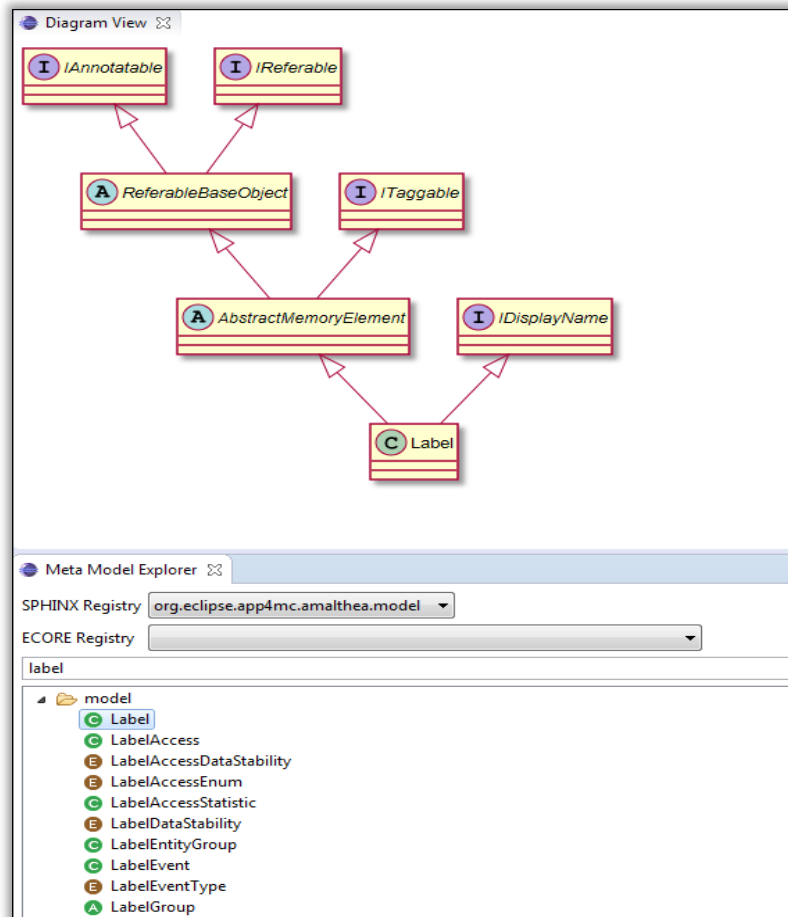 Diagram View
I IAnnotatable I IReferable
A ReferableBaseObject I ITaggable
A AbstractMemoryElement I IDisplayName
C Label
Meta Model Explorer
SPHINX Registry org.eclipse.app4mc.amalthea.model
ECORE Registry
label
model
C Label
C LabelAccess
E LabelAccessDataStability
E LabelAccessEnum
C LabelAccessStatistic
E LabelDataStability
C LabelEntityGroup
C LabelEvent
E LabelEventType
A LabelGroup